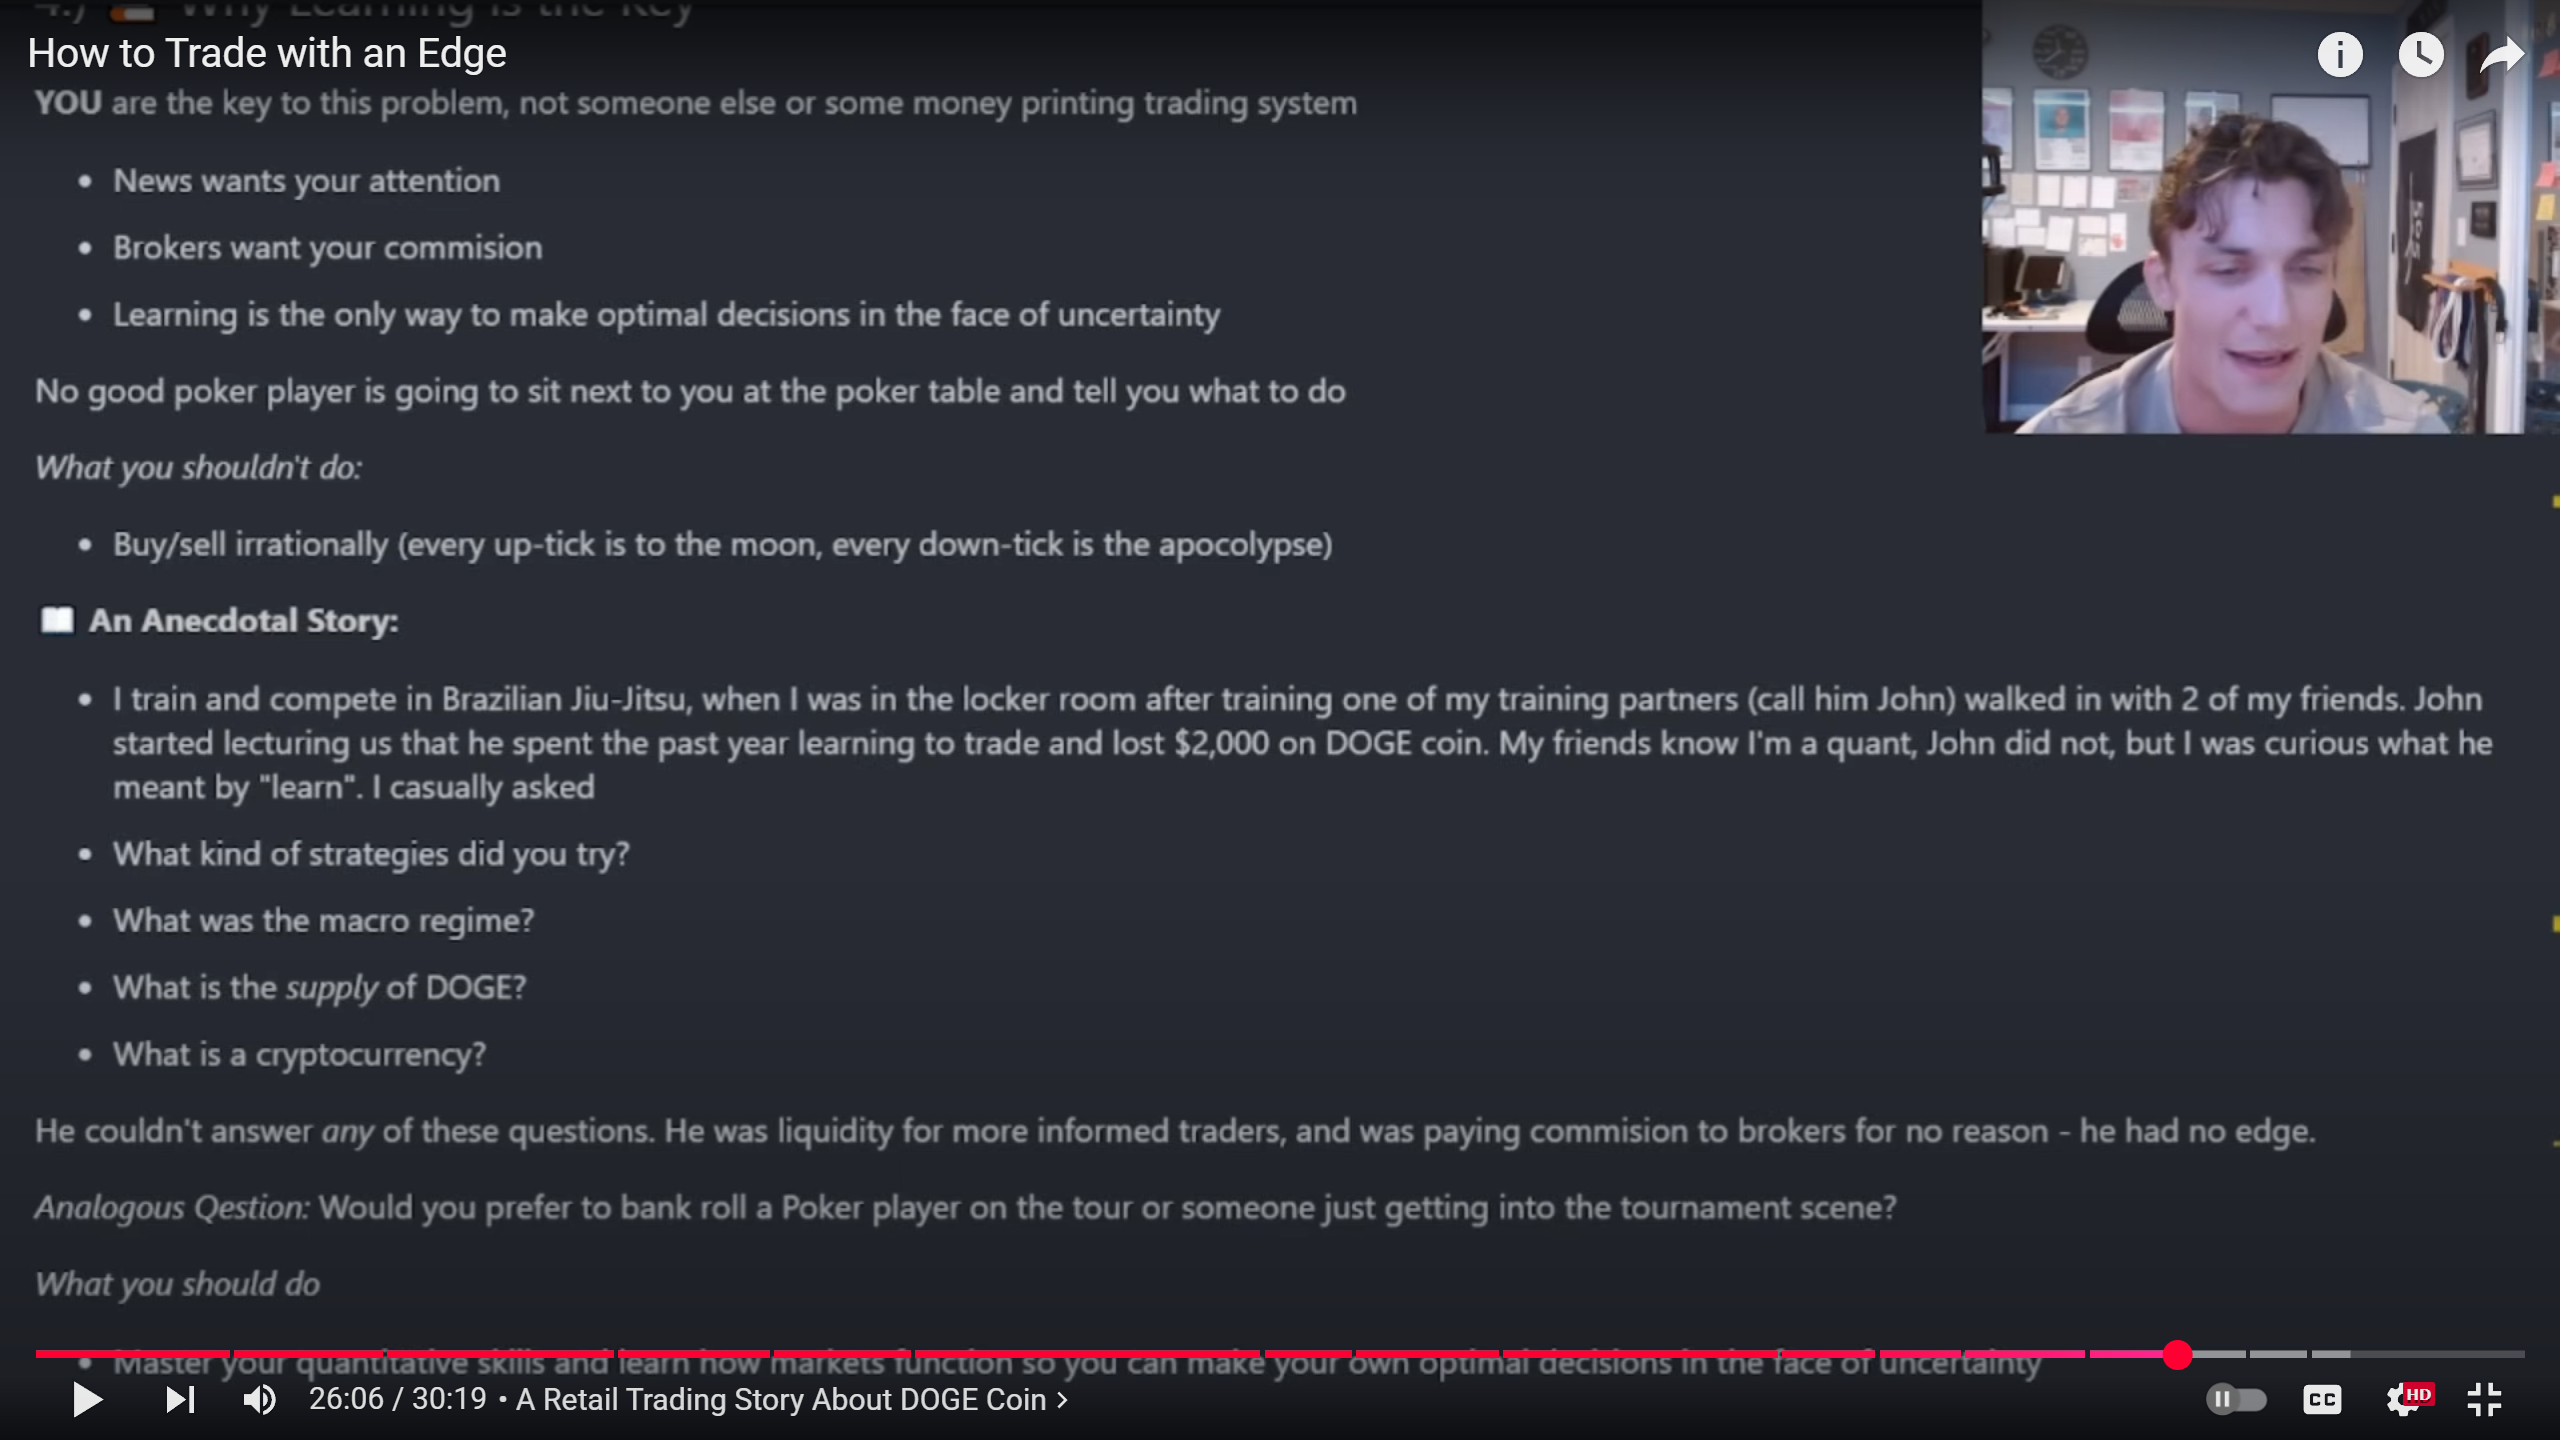 4.) Why Learning is the Key
How to Trade with an Edge
YOU are the key to this problem, not someone else or some money printing trading system
• News wants your attention
• Brokers want your commision
• Learning is the only way to make optimal decisions in the face of uncertainty
No good poker player is going to sit next to you at the poker table and tell you what to do
What you shouldn't do:
• Buy/sell irrationally (every up-tick is to the moon, every down-tick is the apocolypse)
An Anecdotal Story:
• I train and compete in Brazilian Jiu-Jitsu, when I was in the locker room after training one of my training partners (call him John) walked in with 2 of my friends. John
started lecturing us that he spent the past year learning to trade and lost $2,000 on DOGE coin. My friends know I'm a quant, John did not, but I was curious what he
meant by "learn". I casually asked
• What kind of strategies did you try?
• What was the macro regime?
• What is the supply of DOGE?
• What is a cryptocurrency?
He couldn't answer any of these questions. He was liquidity for more informed traders, and was paying commision to brokers for no reason - he had no edge.
Analogous Qestion: Would you prefer to bank roll a Poker player on the tour or someone just getting into the tournament scene?
What you should do
• Master your quantitative skills and learn how markets function so you can make your own optimal decisions in the face of uncertainty
26:06 / 30:19 • A Retail Trading Story About DOGE Coin >
CC
HD